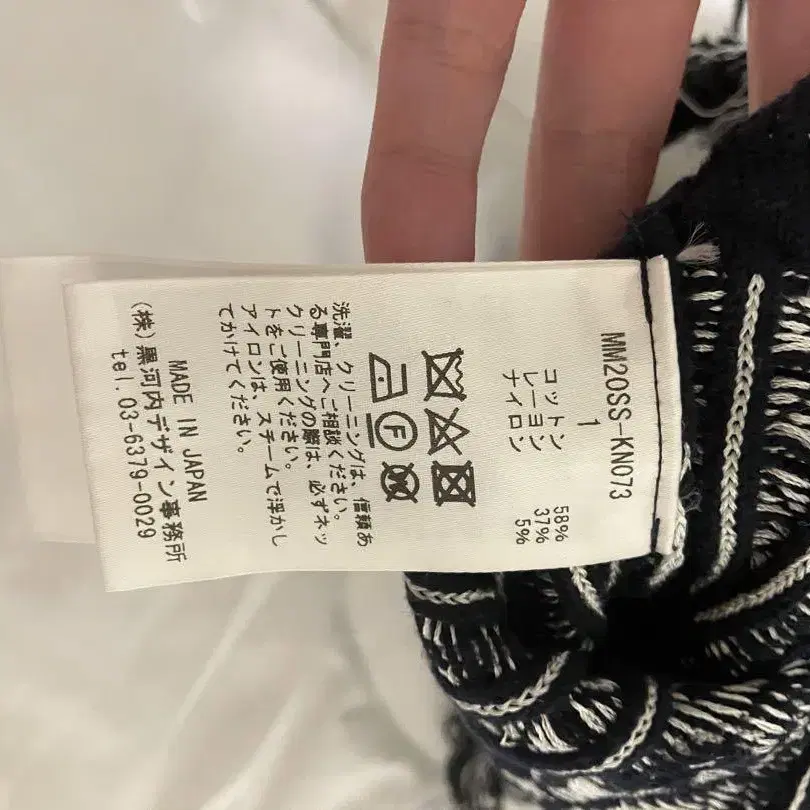 MM20SS-KN073
1
コットン 58%
レーヨン 37%
ナイロン 5%
F
洗濯、クリーニングは、信頼あ
る専門店へご相談ください。
クリーニングの際は、必ずネッ
トをご使用ください。
アイロンは、スチームで浮かし
てかけてください。
MADE IN JAPAN
(株)黒河内デザイン事務所
tel. 03-6379-0029